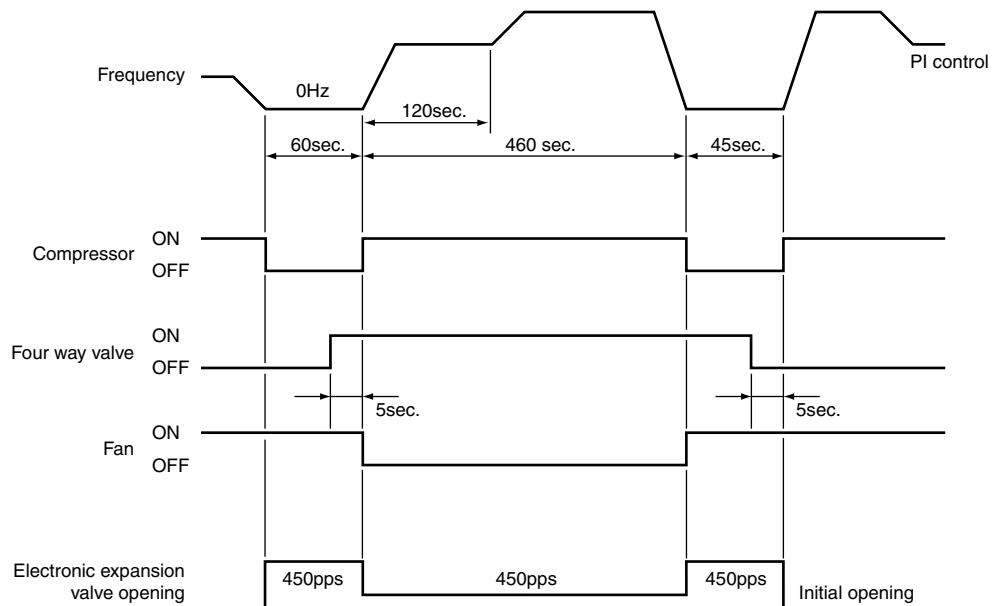 Frequency
0Hz
PI control
120sec.
60sec.
460 sec.
45sec.
Compressor
ON
OFF
Four way valve
ON
OFF
5sec.
5sec.
Fan
ON
OFF
Electronic expansion
valve opening
450pps
450pps
450pps
Initial opening